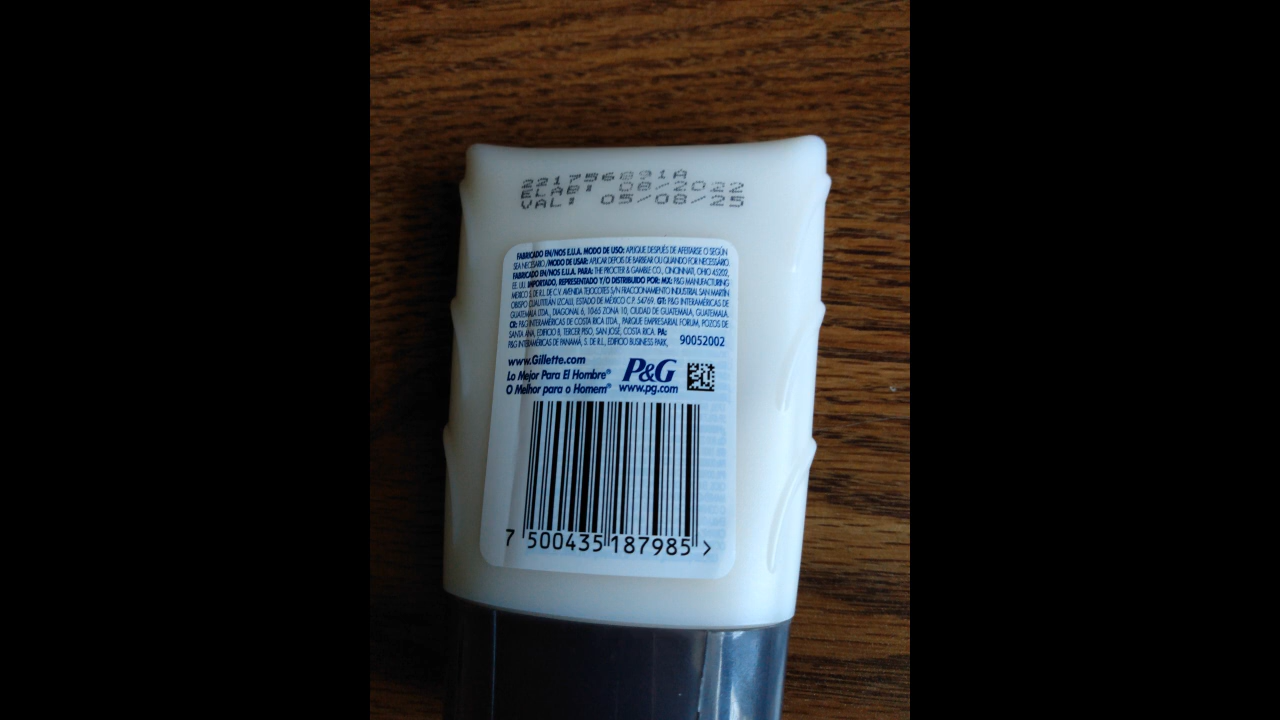 221756891A
ELAB: 08/2022
VAL: 05/08/25
FABRICADO EN/NOS E.U.A. MODO DE USO: APLIQUE DESPUÉS DE AFEITARSE O SEGÚN
SEA NECESARIO./MODO DE USAR: APLICAR DEPOIS DE BARBEAR OU QUANDO FOR NECESSÁRIO.
FABRICADO EN/NOS E.U.A. PARA: THE PROCTER & GAMBLE CO., CINCINNATI, OHIO 45202,
EE. UU. IMPORTADO, REPRESENTADO Y/O DISTRIBUIDO POR: MX: P&G MANUFACTURING
MEXICO S. DE R.L. DE C.V. AVENIDA TEJOCOTES S/N FRACCIONAMIENTO INDUSTRIAL SAN MARTÍN
OBISPO CUAUTITLÁN IZCALLI, ESTADO DE MÉXICO C.P. 54769. GT: P&G INTERAMÉRICAS DE
GUATEMALA LTDA., DIAGONAL 6, 10-65 ZONA 10, CIUDAD DE GUATEMALA, GUATEMALA.
CR: P&G INTERAMÉRICAS DE COSTA RICA LTDA., PARQUE EMPRESARIAL FORUM, POZOS DE
SANTA ANA, EDIFICIO B, TERCER PISO, SAN JOSÉ, COSTA RICA. PA:
P&G INTERAMÉRICAS DE PANAMÁ, S. DE R.L., EDIFICIO BUSINESS PARK, 90052002
www.Gillette.com
Lo Mejor Para El Hombre®
O Melhor para o Homem®
P&G
www.pg.com
7 500435 187985 >